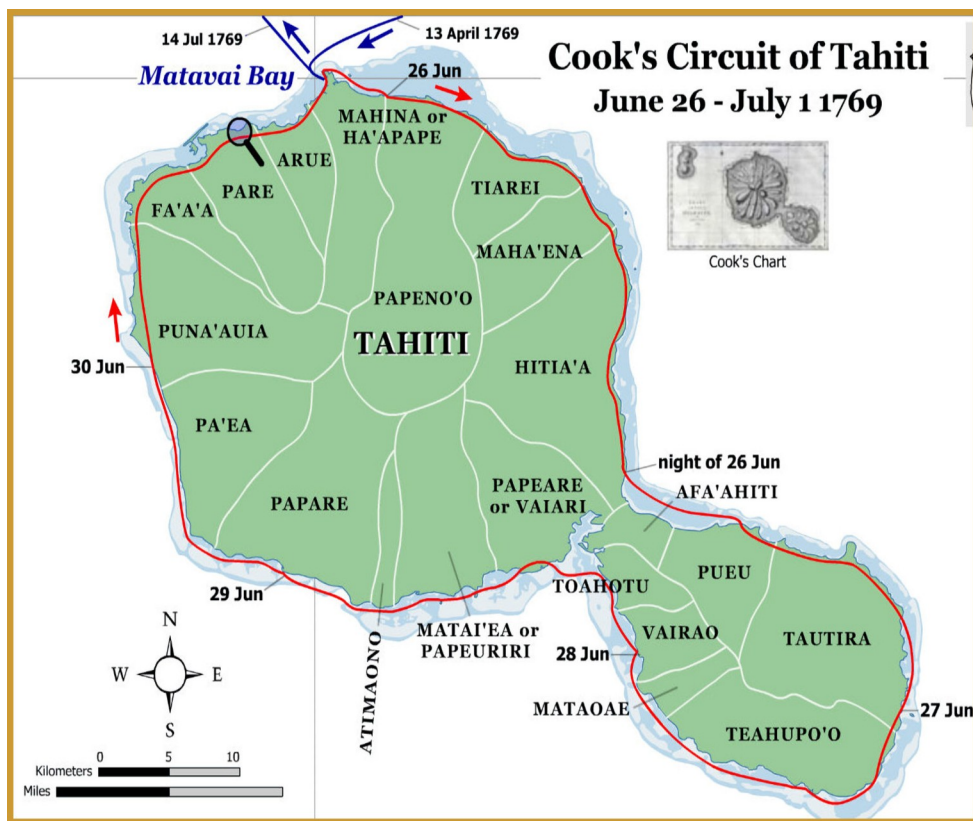 14 Jul 1769
13 April 1769
Matavai Bay
26 Jun
Cook's Circuit of Tahiti
June 26 - July 1 1769
MAHINA or
HA'APAPE
ARUE
PARE
FA'A'A
TIAREI
MAHA'ENA
Cook's Chart
PAPENO'O
TAHITI
PUNA'AUIA
30 Jun
HITIA'A
PA'EA
night of 26 Jun
AFA'AHITI
PAPEARE
or VAIARI
PAPARE
PUEU
TOAHOTU
29 Jun
MATAI'EA or
PAPEURIRI
VAIRAO
TAUTIRA
28 Jun
ATIMAONO
MATAOAE
27 Jun
TEAHUPO'O
N
W
E
S
0 5 10
Kilometers
Miles